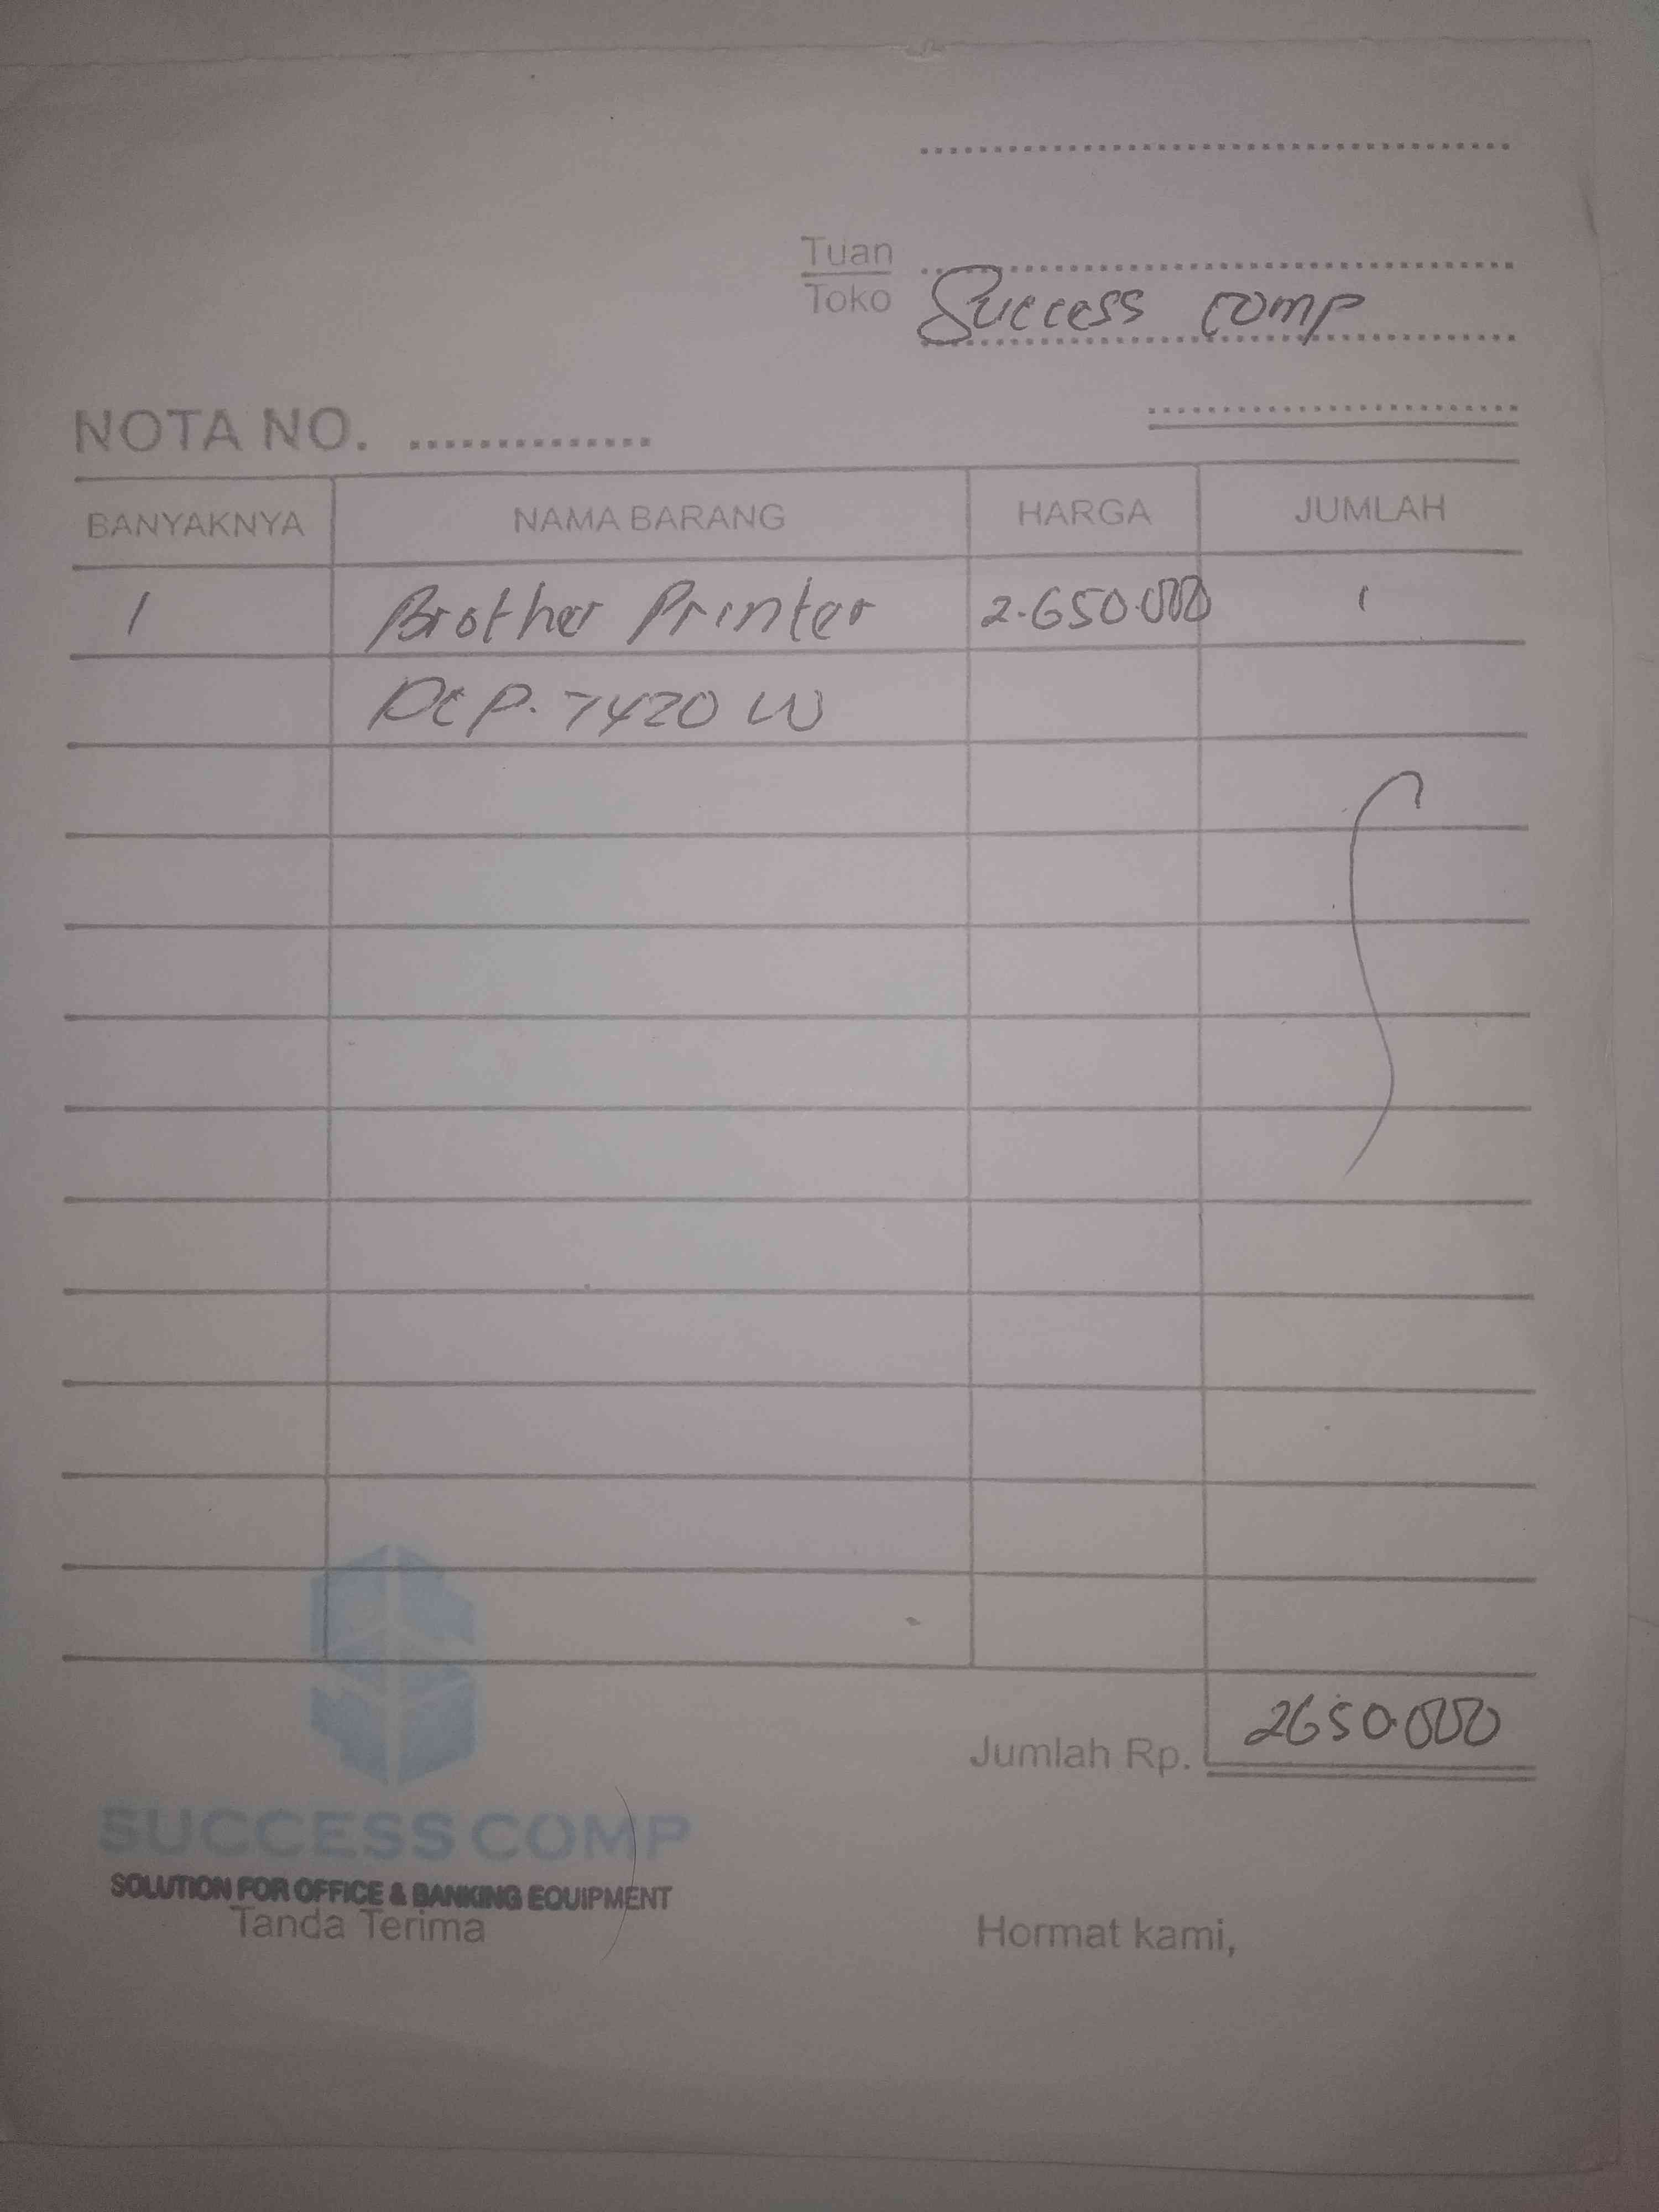 Tuan
Toko Success comp
NOTA NO.
BANYAKNYA NAMA BARANG HARGA JUMLAH
1 Brother Printer 2.650.000 1
DCP. 7420 W
Jumlah Rp. 2650.000
SUCCESS COMP
SOLUTION FOR OFFICE & BANKING EQUIPMENT
Tanda Terima Hormat kami,